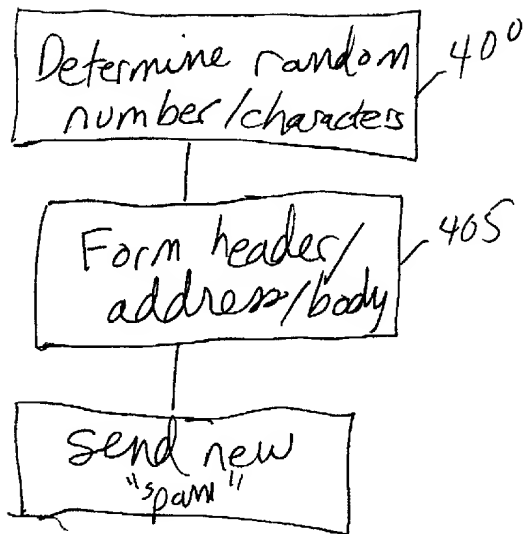 Determine random
number/characters
400
Form header/
address/body
405
send new
"spam"